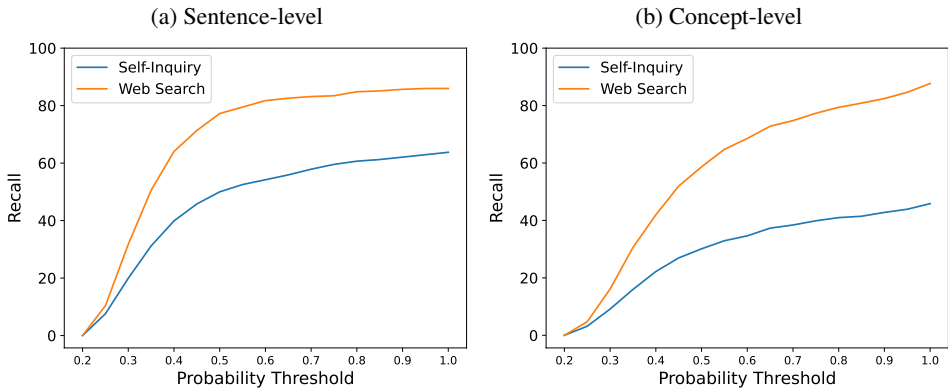 (a) Sentence-level
100
80
60
40
20
0
Recall
Self-Inquiry
Web Search
0.2 0.3 0.4 0.5 0.6 0.7 0.8 0.9 1.0
Probability Threshold
(b) Concept-level
100
80
60
40
20
0
Recall
Self-Inquiry
Web Search
0.2 0.3 0.4 0.5 0.6 0.7 0.8 0.9 1.0
Probability Threshold